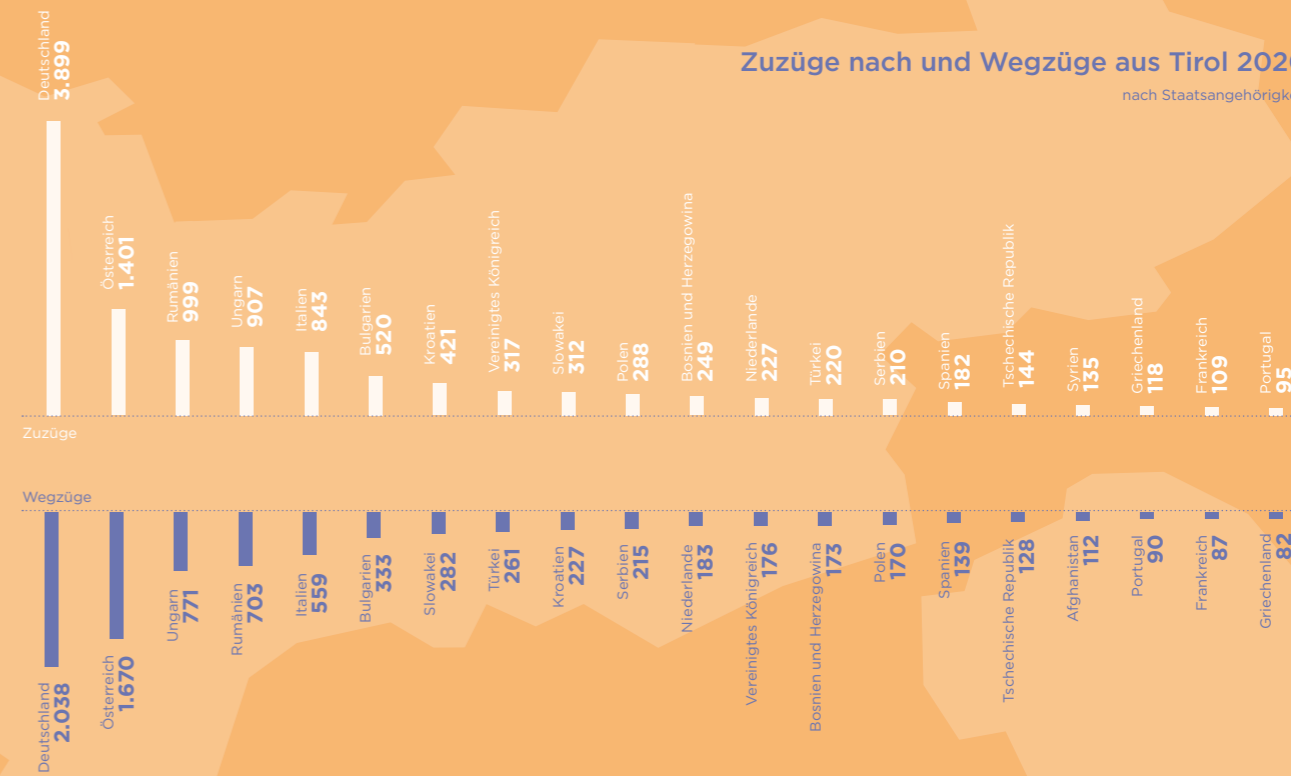 Zuzüge nach und Wegzüge aus Tirol 2020
nach Staatsangehörigke
Deutschland
3.899
Österreich
1.401
Rumänien
999
Ungarn
907
Italien
843
Bulgarien
520
Kroatien
421
Vereinigtes Königreich
317
Slowakei
312
Polen
288
Bosnien und Herzegowina
249
Niederlande
227
Türkei
220
Serbien
210
Spanien
182
Tschechische Republik
144
Syrien
135
Griechenland
118
Frankreich
109
Portugal
95
Zuzüge
Wegzüge
Deutschland
2.038
Österreich
1.670
Ungarn
771
Rumänien
703
Italien
559
Bulgarien
333
Slowakei
282
Türkei
261
Kroatien
227
Serbien
215
Niederlande
183
Vereinigtes Königreich
176
Bosnien und Herzegowina
173
Polen
170
Spanien
139
Tschechische Republik
128
Afghanistan
112
Portugal
90
Frankreich
87
Griechenland
82